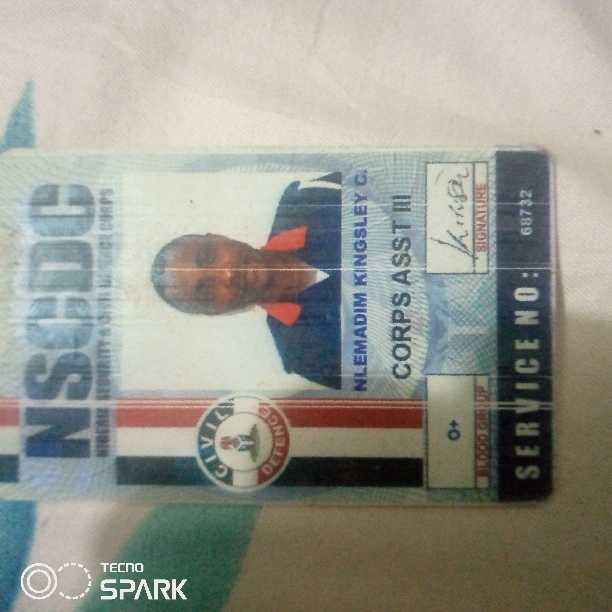 NSCDC
NIGERIA SECURITY & CIVIL DEFENCE CORPS
CIVIL
DEFENCE
NLEMADIM KINGSLEY C.
CORPS ASST III
O+
BLOOD GROUP
SIGNATURE
SERVICE NO: 68732
TECNO
SPARK